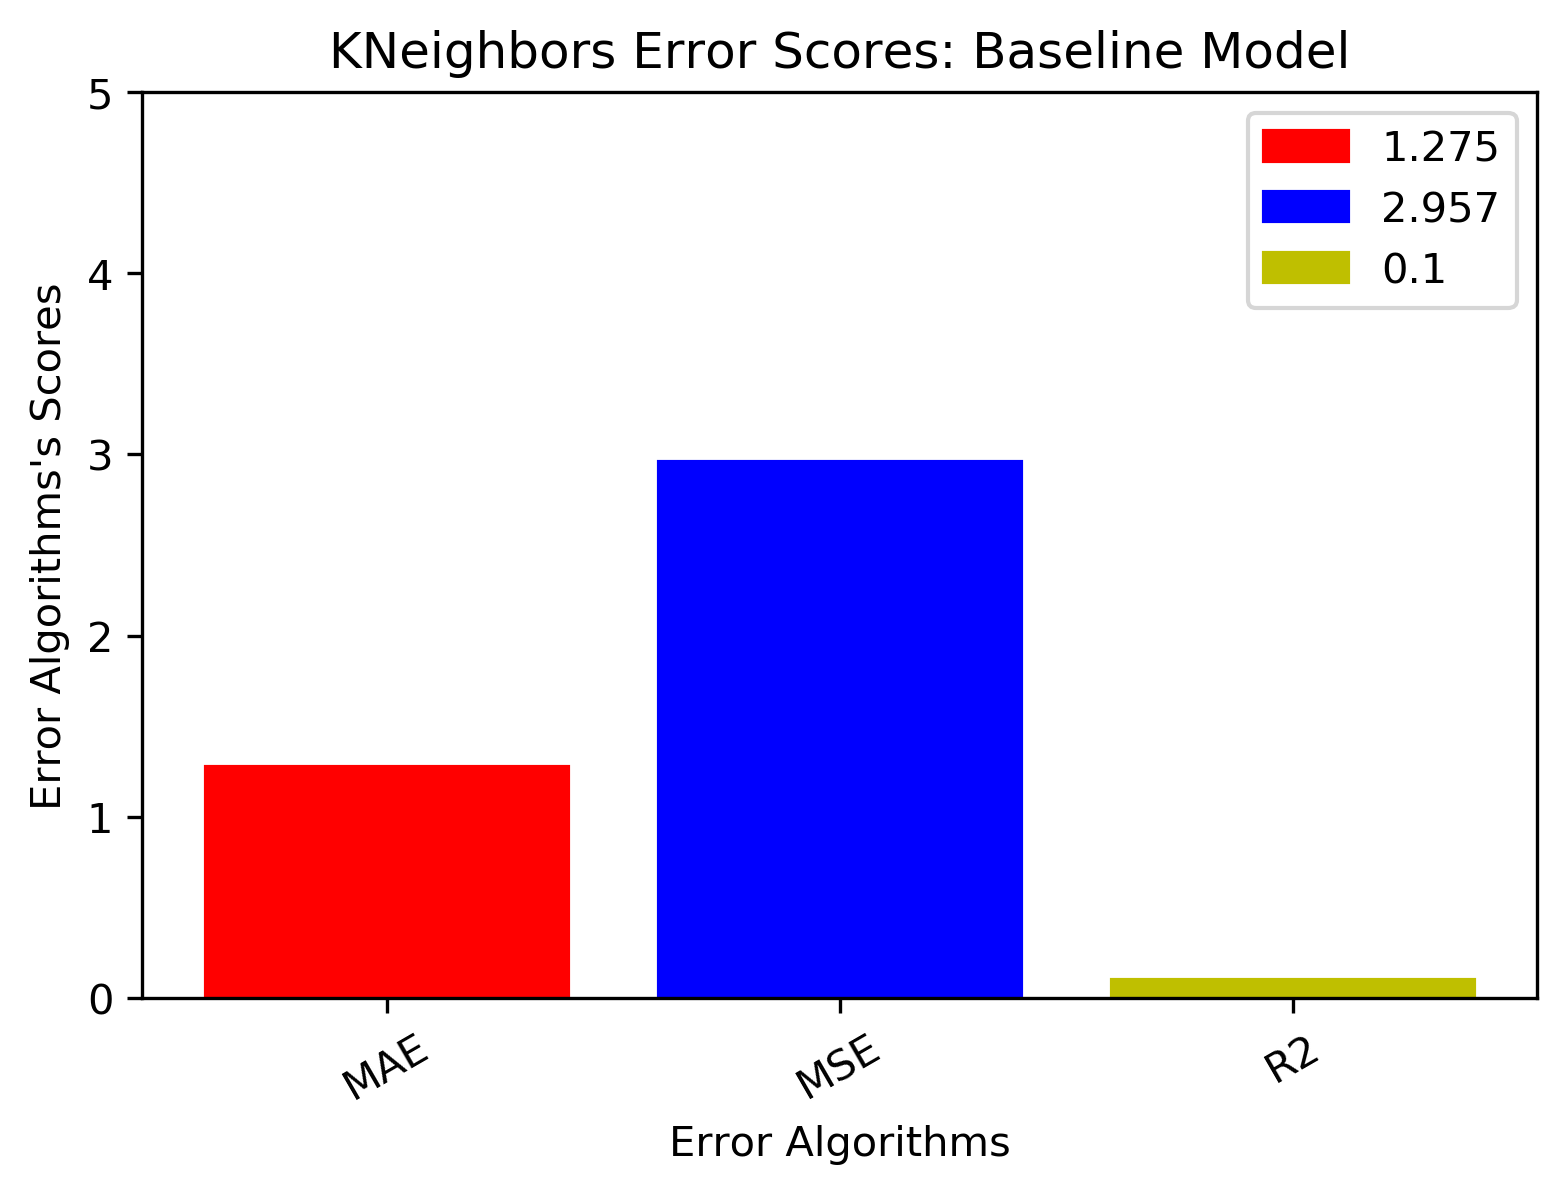 KNeighbors Error Scores: Baseline Model
5
4
3
2
1
0
Error Algorithms's Scores
1.275
2.957
0.1
MAE
MSE
R2
Error Algorithms